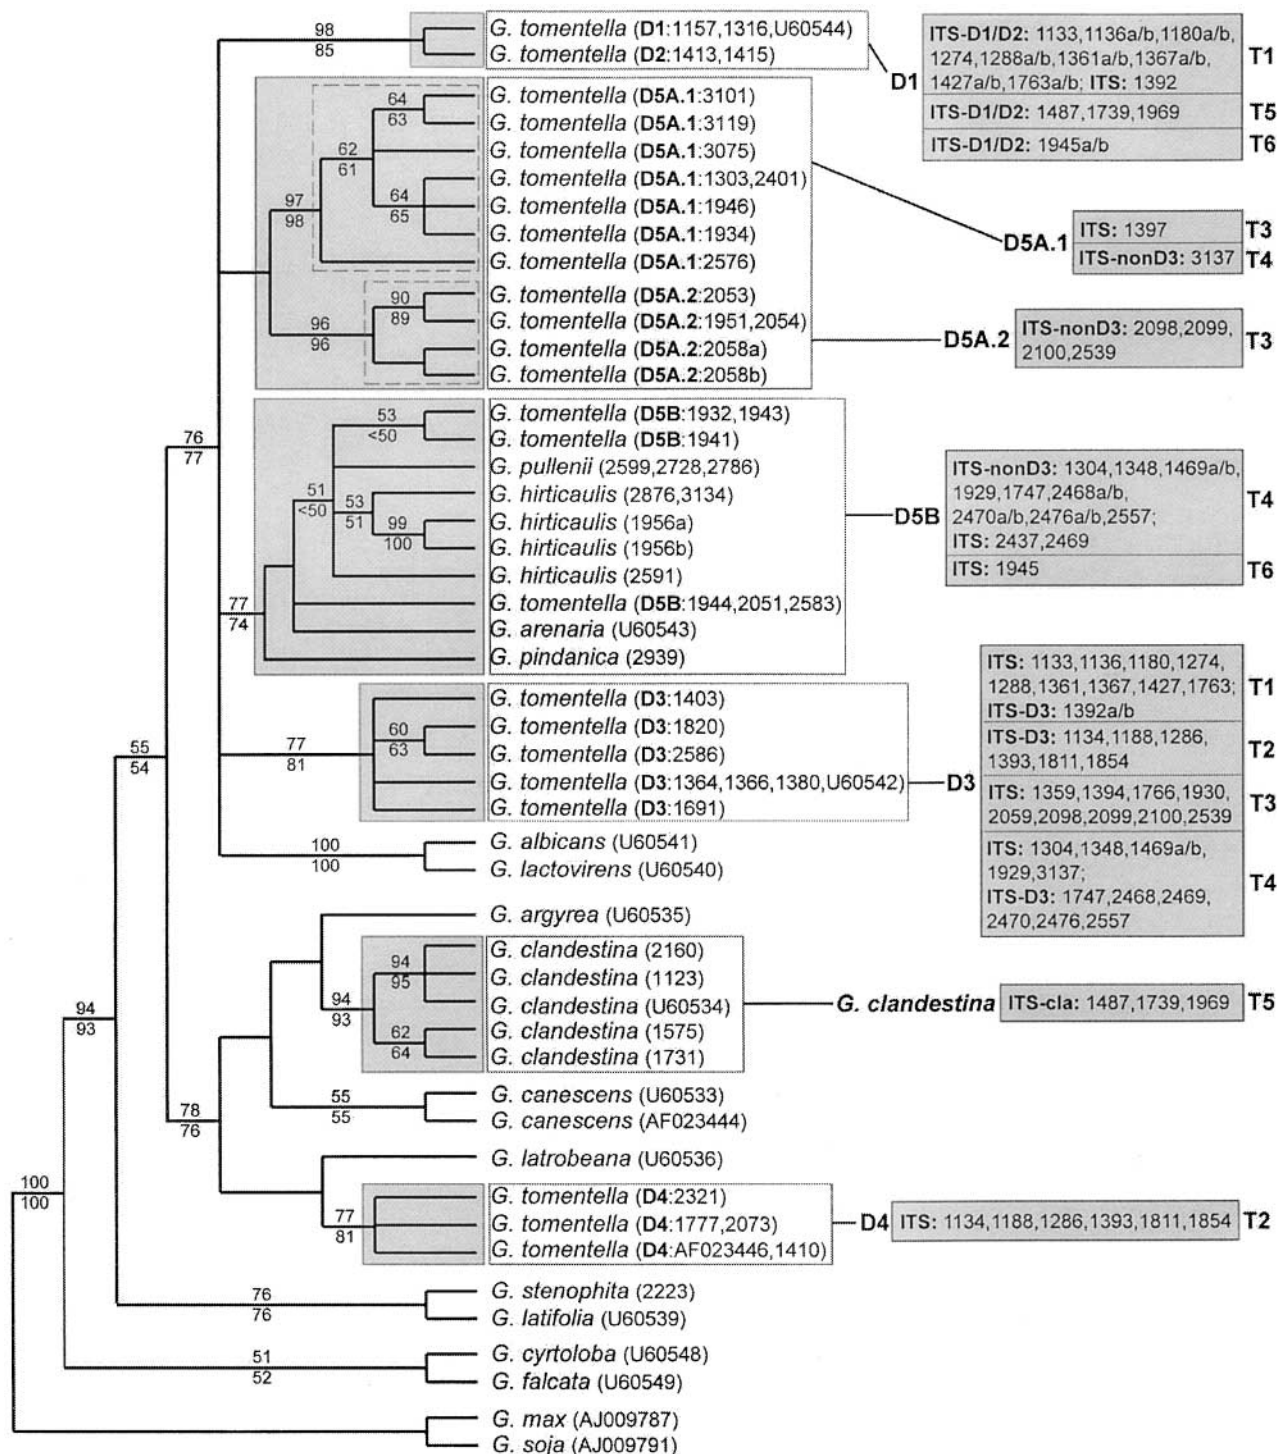 98
85
G. tomentella (D1:1157,1316,U60544)
G. tomentella (D2:1413,1415)
D1
ITS-D1/D2: 1133,1136a/b,1180a/b,
1274,1288a/b,1361a/b,1367a/b,
1427a/b,1763a/b; ITS: 1392
T1
ITS-D1/D2: 1487,1739,1969
T5
ITS-D1/D2: 1945a/b
T6
64
63
62
61
64
65
97
98
G. tomentella (D5A.1:3101)
G. tomentella (D5A.1:3119)
G. tomentella (D5A.1:3075)
G. tomentella (D5A.1:1303,2401)
G. tomentella (D5A.1:1946)
G. tomentella (D5A.1:1934)
G. tomentella (D5A.1:2576)
D5A.1
ITS: 1397
T3
ITS-nonD3: 3137
T4
90
89
96
96
G. tomentella (D5A.2:2053)
G. tomentella (D5A.2:1951,2054)
G. tomentella (D5A.2:2058a)
G. tomentella (D5A.2:2058b)
D5A.2
ITS-nonD3: 2098,2099,
2100,2539
T3
76
77
53
<50
51
<50
53
51
99
100
77
74
G. tomentella (D5B:1932,1943)
G. tomentella (D5B:1941)
G. pullenii (2599,2728,2786)
G. hirticaulis (2876,3134)
G. hirticaulis (1956a)
G. hirticaulis (1956b)
G. hirticaulis (2591)
G. tomentella (D5B:1944,2051,2583)
G. arenaria (U60543)
G. pindanica (2939)
D5B
ITS-nonD3: 1304,1348,1469a/b,
1929,1747,2468a/b,
2470a/b,2476a/b,2557;
ITS: 2437,2469
T4
ITS: 1945
T6
77
81
60
63
G. tomentella (D3:1403)
G. tomentella (D3:1820)
G. tomentella (D3:2586)
G. tomentella (D3:1364,1366,1380,U60542)
G. tomentella (D3:1691)
D3
ITS: 1133,1136,1180,1274,
1288,1361,1367,1427,1763;
ITS-D3: 1392a/b
T1
ITS-D3: 1134,1188,1286,
1393,1811,1854
T2
ITS: 1359,1394,1766,1930,
2059,2098,2099,2100,2539
T3
ITS: 1304,1348,1469a/b,
1929,3137;
ITS-D3: 1747,2468,2469,
2470,2476,2557
T4
55
54
100
100
G. albicans (U60541)
G. lactovirens (U60540)
G. argyrea (U60535)
94
95
94
93
62
64
G. clandestina (2160)
G. clandestina (1123)
G. clandestina (U60534)
G. clandestina (1575)
G. clandestina (1731)
G. clandestina
ITS-cla: 1487,1739,1969
T5
94
93
78
76
55
55
G. canescens (U60533)
G. canescens (AF023444)
G. latrobeana (U60536)
100
100
77
81
G. tomentella (D4:2321)
G. tomentella (D4:1777,2073)
G. tomentella (D4:AF023446,1410)
D4
ITS: 1134,1188,1286,1393,1811,1854
T2
76
76
G. stenophita (2223)
G. latifolia (U60539)
51
52
G. cyrtoloba (U60548)
G. falcata (U60549)
G. max (AJ009787)
G. soja (AJ009791)